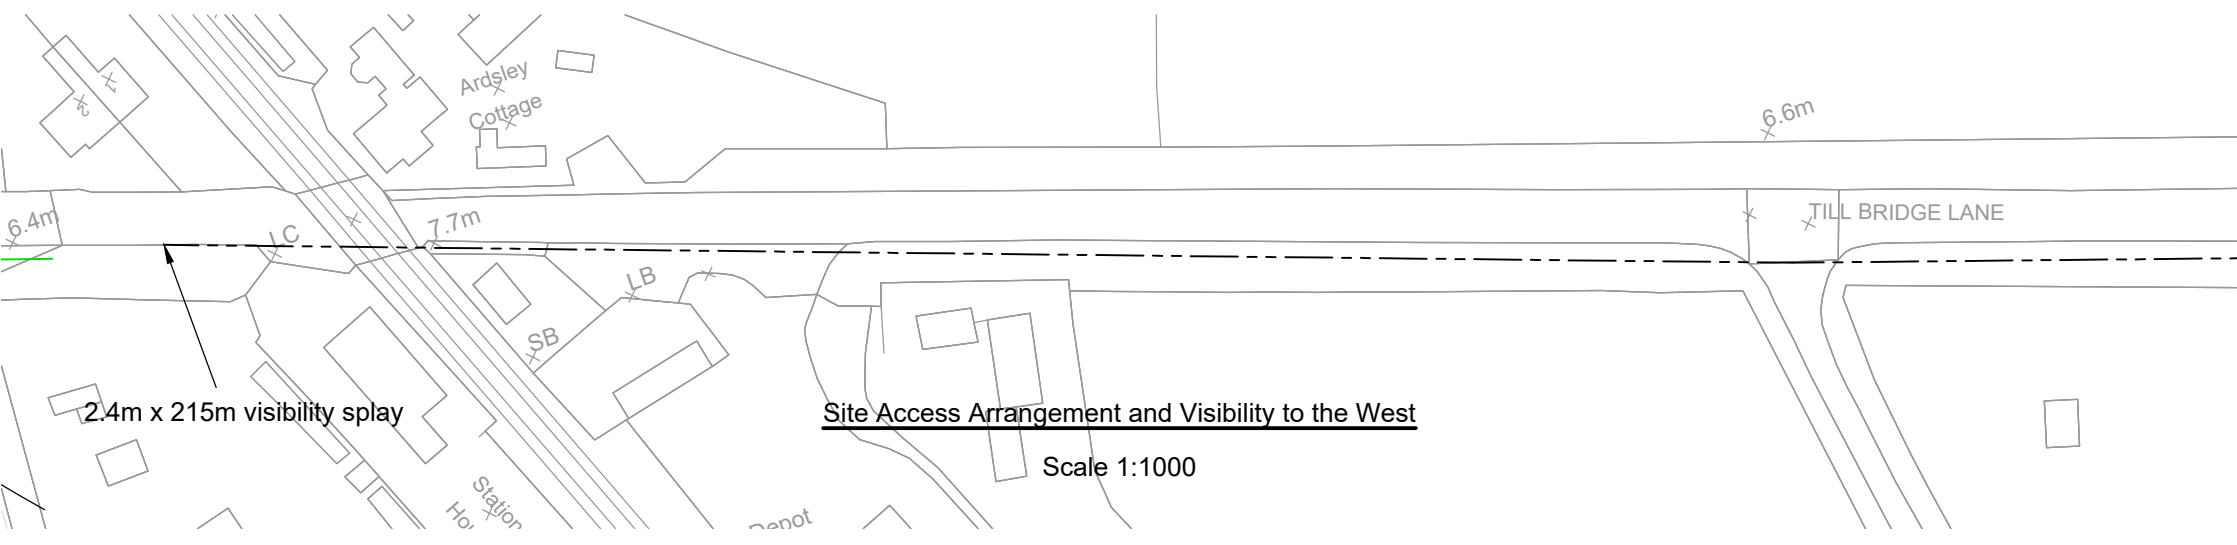 Ardsley
Cottage
21
6.6m
6.4m
LC
7.7m
TILL BRIDGE LANE
LB
SB
2.4m x 215m visibility splay
Site Access Arrangement and Visibility to the West
Scale 1:1000
Station
Depot